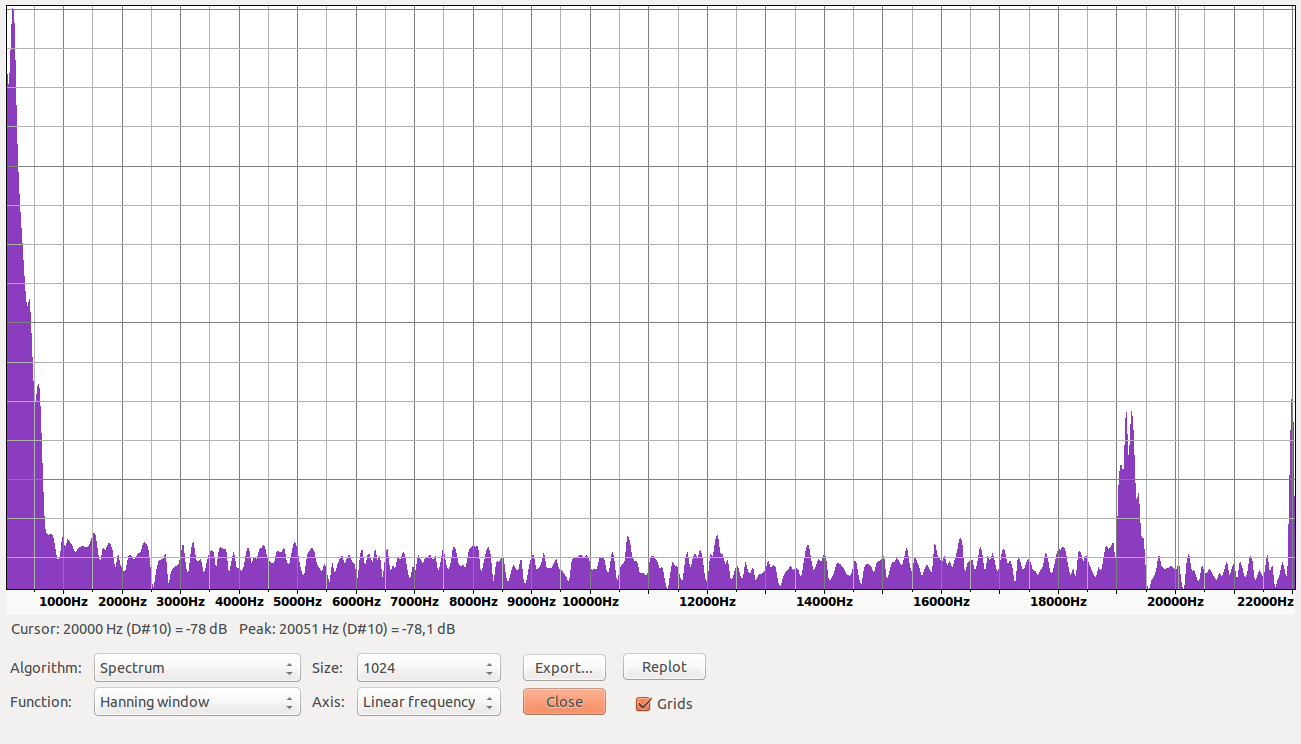 1000Hz 2000Hz 3000Hz 4000Hz 5000Hz 6000Hz 7000Hz 8000Hz 9000Hz 10000Hz 12000Hz 14000Hz 16000Hz 18000Hz 20000Hz 22000Hz
Cursor: 20000 Hz (D#10) = -78 dB Peak: 20051 Hz (D#10) = -78,1 dB
Algorithm: Spectrum Size: 1024 Export... Replot
Function: Hanning window Axis: Linear frequency Close Grids